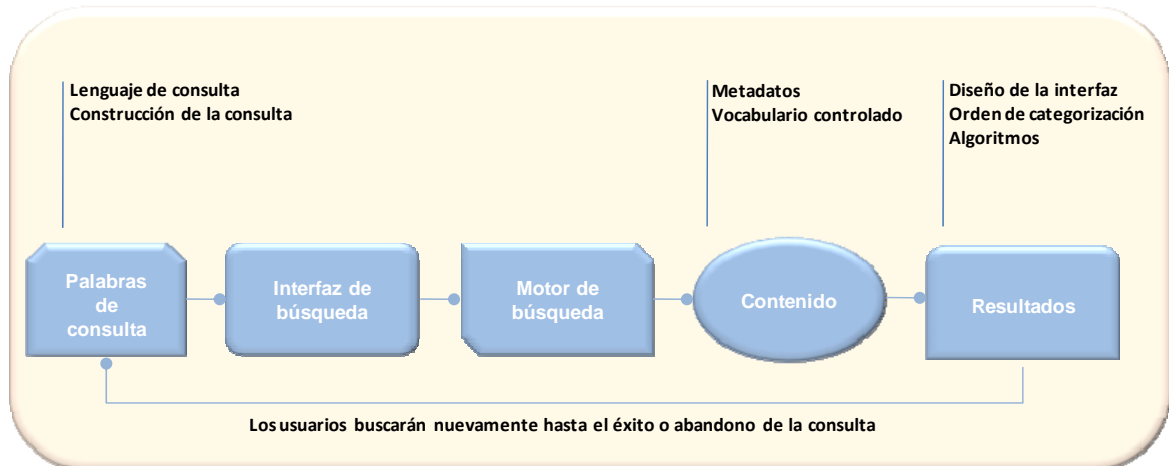 Lenguaje de consulta
Construcción de la consulta
Metadatos
Vocabulario controlado
Diseño de la interfaz
Orden de categorización
Algoritmos
Palabras
de
consulta
Interfaz de
búsqueda
Motor de
búsqueda
Contenido
Resultados
Los usuarios buscarán nuevamente hasta el éxito o abandono de la consulta